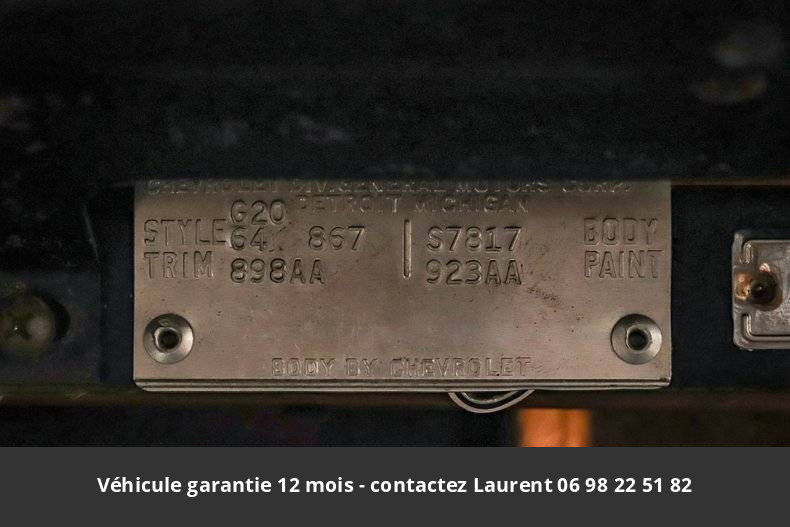 CHEVROLET DIV. GENERAL MOTORS CORP.
DETROIT MICHIGAN
G20
STYLE 64 867 S7817 BODY
TRIM 898AA 923AA PAINT
BODY BY CHEVROLET
Véhicule garantie 12 mois - contactez Laurent 06 98 22 51 82